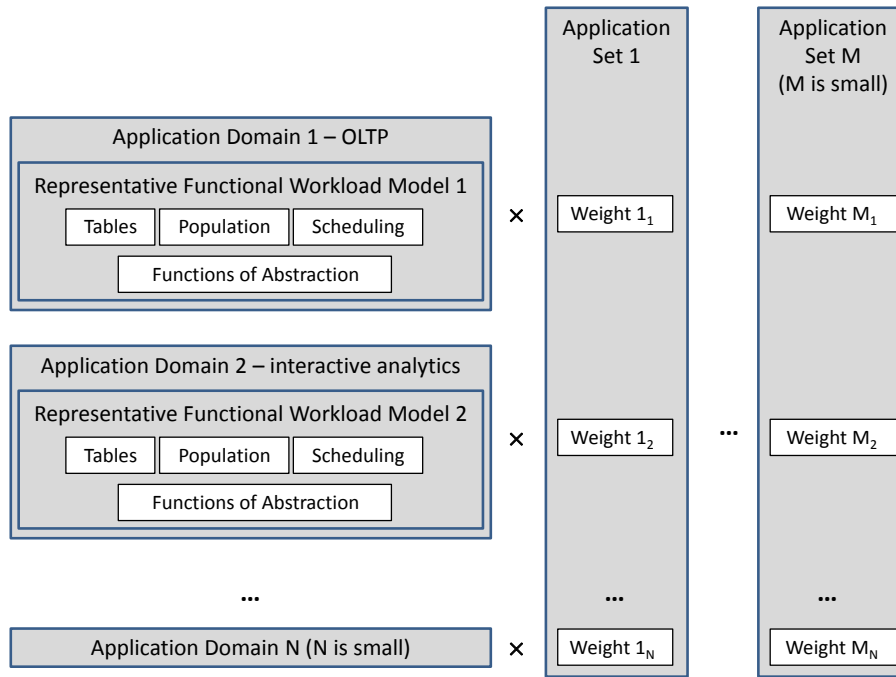 Application
Set 1
Application
Set M
(M is small)
Application Domain 1 – OLTP
Representative Functional Workload Model 1
Tables
Population
Scheduling
Functions of Abstraction
×
Weight 1₁
Weight M₁
Application Domain 2 – interactive analytics
Representative Functional Workload Model 2
Tables
Population
Scheduling
Functions of Abstraction
×
Weight 1₂
...
Weight M₂
...
...
...
Application Domain N (N is small)
×
Weight 1_N
Weight M_N